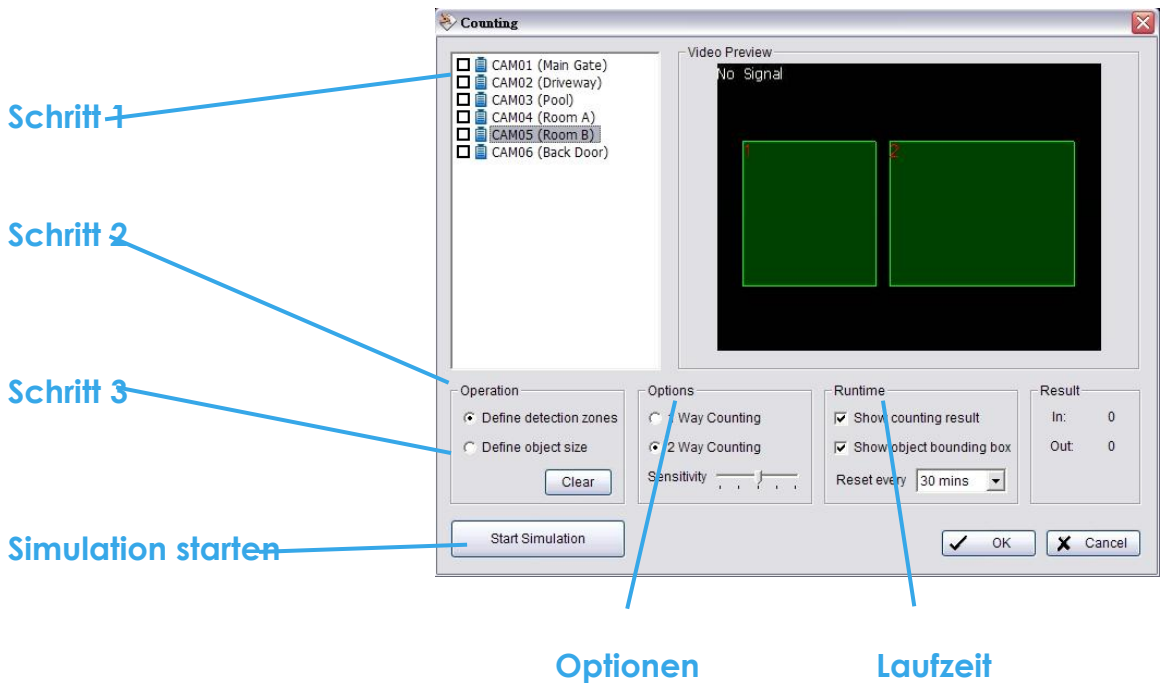 Counting
CAM01 (Main Gate)
CAM02 (Driveway)
CAM03 (Pool)
CAM04 (Room A)
CAM05 (Room B)
CAM06 (Back Door)
Video Preview
No Signal
1
2
Schritt 1
Schritt 2
Schritt 3
Operation
Define detection zones
Define object size
Clear
Options
1 Way Counting
2 Way Counting
Sensitivity
Runtime
Show counting result
Show object bounding box
Reset every 30 mins
Result
In: 0
Out: 0
Simulation starten
Start Simulation
OK
Cancel
Optionen
Laufzeit